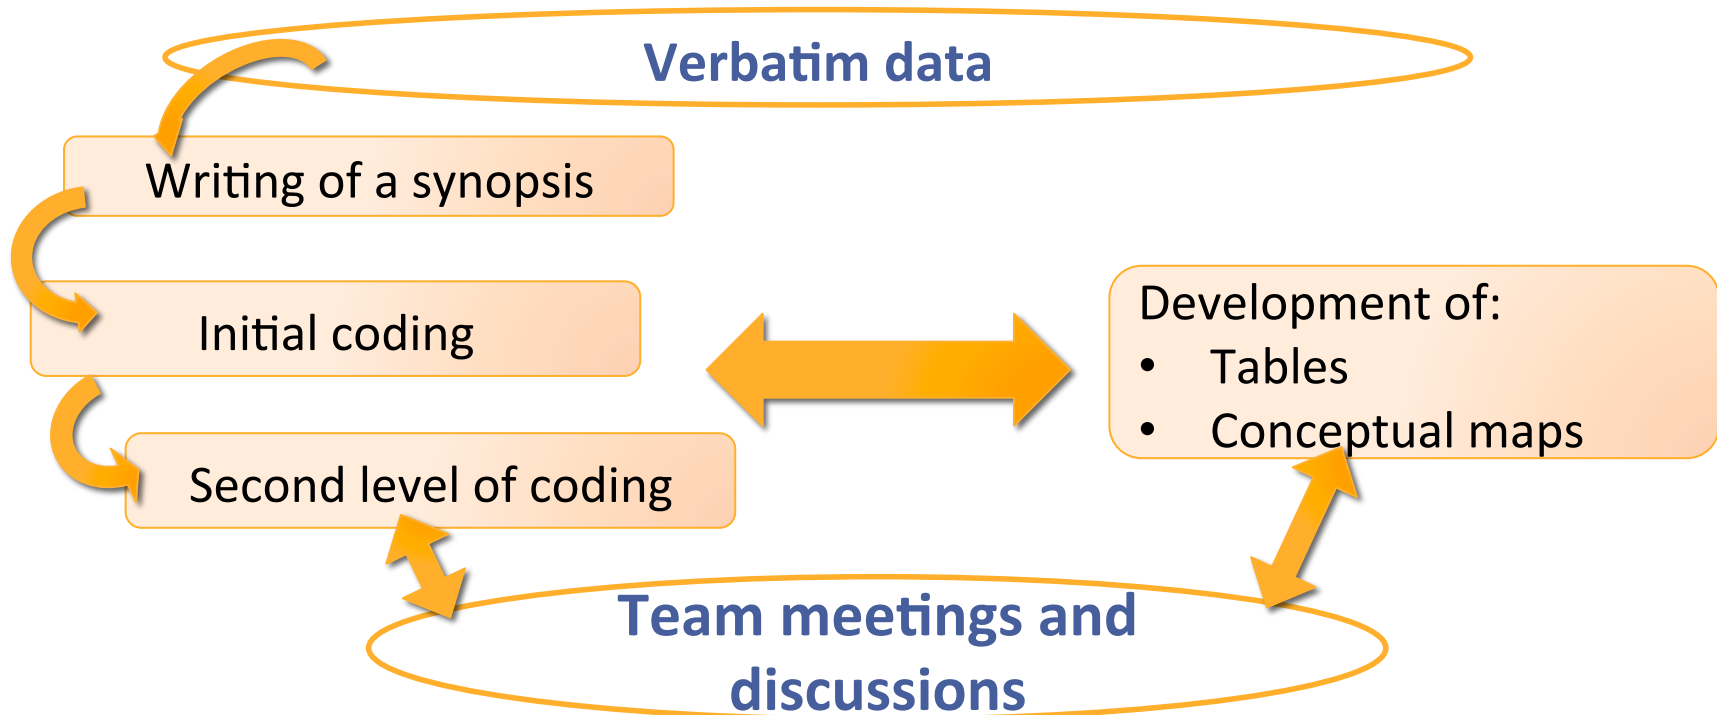 Verbatim data
Writing of a synopsis
Initial coding
Second level of coding
Development of:
• Tables
• Conceptual maps
Team meetings and
discussions